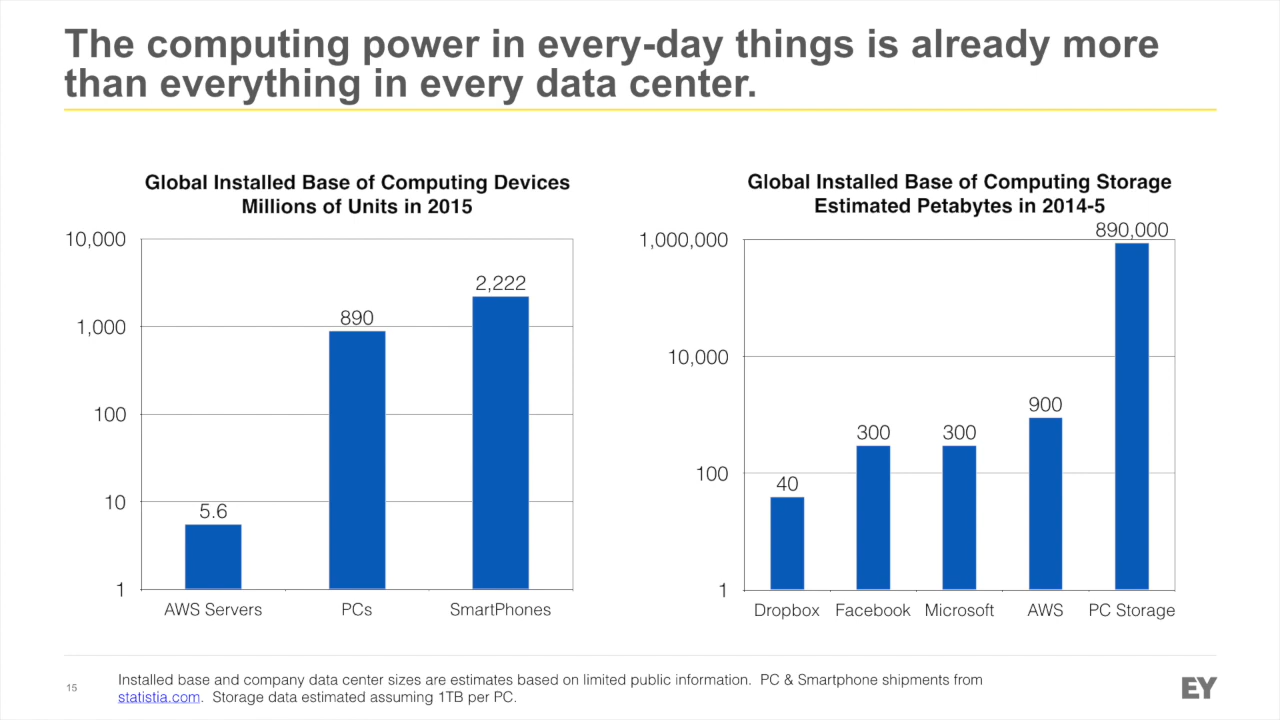 The computing power in every-day things is already more
than everything in every data center.
Global Installed Base of Computing Devices
Millions of Units in 2015
10,000
1,000
100
10
1
5.6
890
2,222
AWS Servers
PCs
SmartPhones
Global Installed Base of Computing Storage
Estimated Petabytes in 2014-5
1,000,000
10,000
100
1
40
300
300
900
890,000
Dropbox
Facebook
Microsoft
AWS
PC Storage
15
Installed base and company data center sizes are estimates based on limited public information.  PC & Smartphone shipments from
statistia.com.  Storage data estimated assuming 1TB per PC.
EY